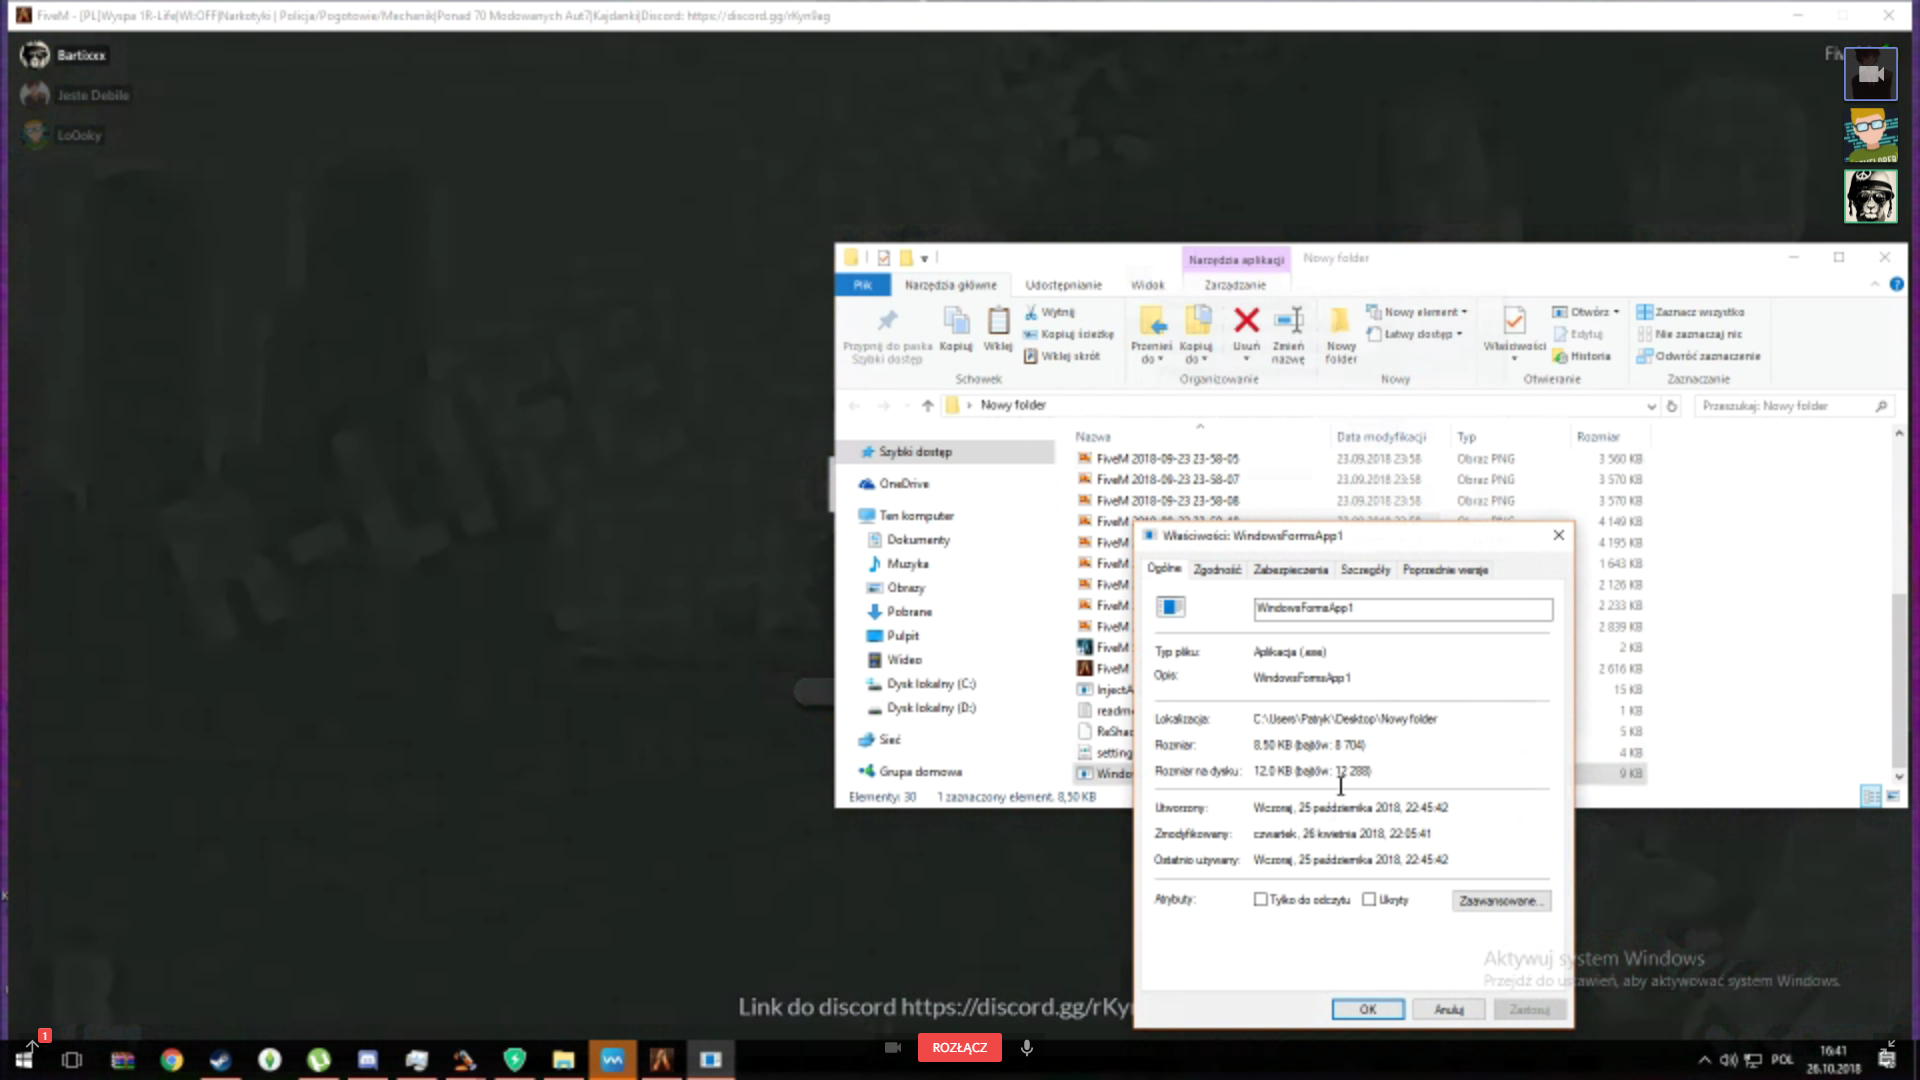 FiveM - [PL]Wyspa 1R-Life|WI:OFF|Narkotyki | Policja/Pogotowie/Mechanik|Ponad 70 Modowanych Aut?|Kajdanki|Discord: https://discord.gg/rKyn9ag
Bartixxx
Jeste Debile
LoOoky
Narzędzia aplikacji
Nowy folder
Plik
Narzędzia główne
Udostępnianie
Widok
Zarządzanie
Przypnij do paska Szybki dostęp
Kopiuj
Wklej
Wytnij
Kopiuj ścieżkę
Wklej skrót
Schowek
Przenieś do
Kopiuj do
Usuń
Zmień nazwę
Organizowanie
Nowy folder
Nowy element
Łatwy dostęp
Nowy
Właściwości
Otwórz
Edytuj
Historia
Otwieranie
Zaznacz wszystko
Nie zaznaczaj nic
Odwróć zaznaczenie
Zaznaczanie
Nowy folder
Przeszukaj: Nowy folder
Szybki dostęp
OneDrive
Ten komputer
Dokumenty
Muzyka
Obrazy
Pobrane
Pulpit
Wideo
Dysk lokalny (C:)
Dysk lokalny (D:)
Sieć
Grupa domowa
Nazwa Data modyfikacji Typ Rozmiar
FiveM 2018-09-23 23-58-05 23.09.2018 23:58 Obraz PNG 3 560 KB
FiveM 2018-09-23 23-58-07 23.09.2018 23:58 Obraz PNG 3 570 KB
FiveM 2018-09-23 23-58-08 23.09.2018 23:58 Obraz PNG 3 570 KB
4 149 KB
FiveM 4 195 KB
FiveM 1 643 KB
FiveM 2 126 KB
FiveM 2 233 KB
FiveM 2 839 KB
FiveM 2 KB
FiveM 2 616 KB
InjectA 15 KB
readm 1 KB
ReShad 5 KB
setting 4 KB
Windo 9 KB
Elementy: 30 1 zaznaczony element. 8,50 KB
Właściwości: WindowsFormsApp1
Ogólne Zgodność Zabezpieczenia Szczegóły Poprzednie wersje
WindowsFormsApp1
Typ pliku: Aplikacja (.exe)
Opis: WindowsFormsApp1
Lokalizacja: C:\Users\Patryk\Desktop\Nowy folder
Rozmiar: 8.50 KB (bajtów: 8 704)
Rozmiar na dysku: 12.0 KB (bajtów: 12 288)
Utworzony: Wczoraj, 25 października 2018, 22:45:42
Zmodyfikowany: czwartek, 26 kwietnia 2018, 22:05:41
Ostatnio używany: Wczoraj, 25 października 2018, 22:45:42
Atrybuty: Tylko do odczytu Ukryty Zaawansowane...
OK Anuluj Zastosuj
Aktywuj system Windows
Przejdź do ustawień, aby aktywować system Windows.
Link do discord https://discord.gg/rKy
1
ROZŁĄCZ
POL
16:41
26.10.2018